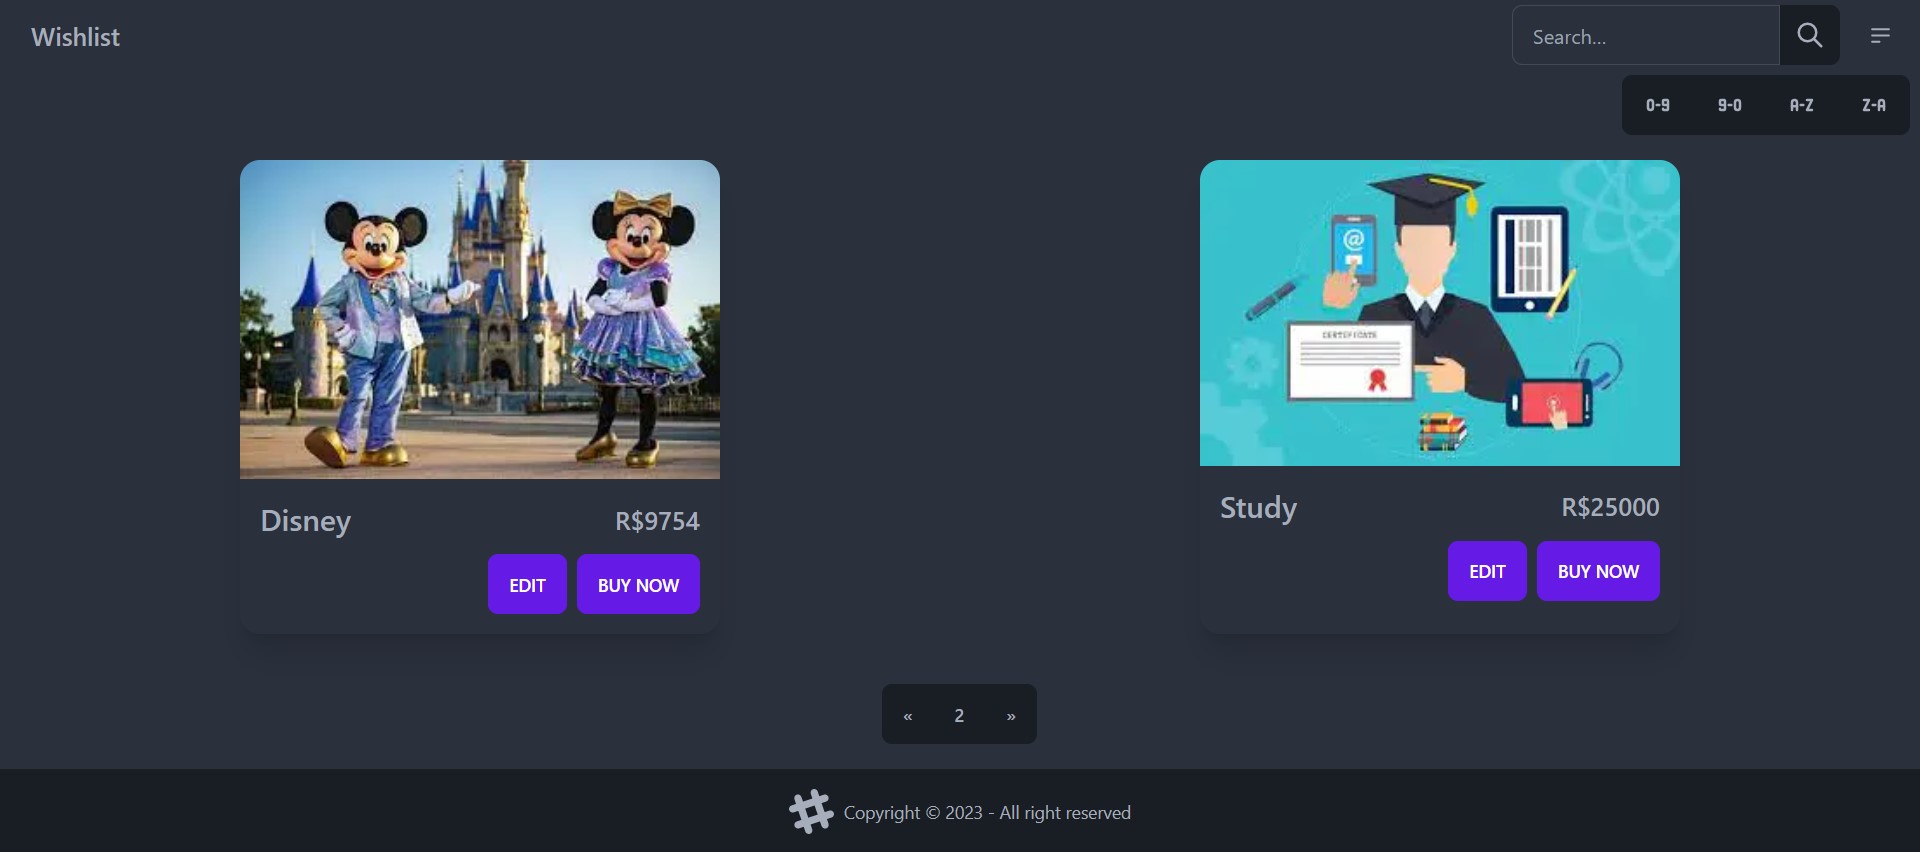 Wishlist
Search...
0-9 9-0 A-Z Z-A
@
CERTIFICATE
Disney R$9754
EDIT BUY NOW
Study R$25000
EDIT BUY NOW
« 2 »
Copyright © 2023 - All right reserved